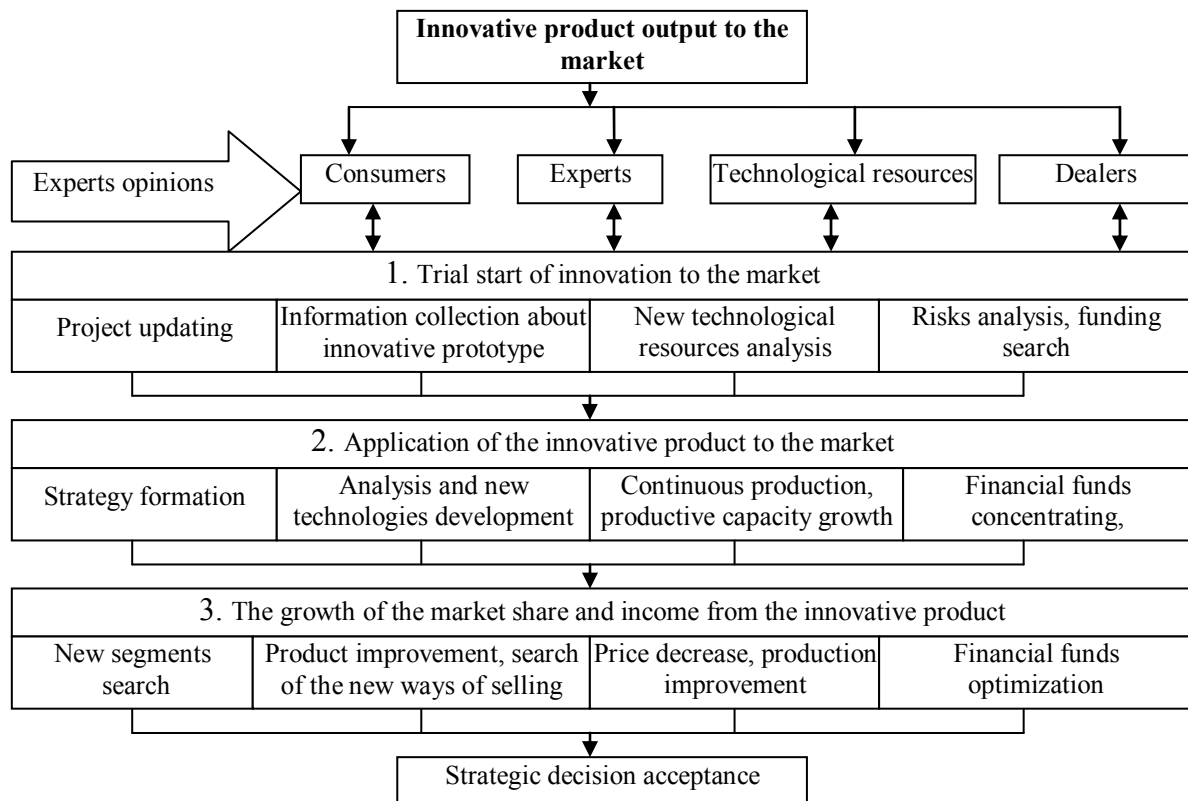 Innovative product output to the
market
Experts opinions
Consumers
Experts
Technological resources
Dealers
1. Trial start of innovation to the market
Project updating
Information collection about
innovative prototype
New technological
resources analysis
Risks analysis, funding
search
2. Application of the innovative product to the market
Strategy formation
Analysis and new
technologies development
Continuous production,
productive capacity growth
Financial funds
concentrating,
3. The growth of the market share and income from the innovative product
New segments
search
Product improvement, search
of the new ways of selling
Price decrease, production
improvement
Financial funds
optimization
Strategic decision acceptance